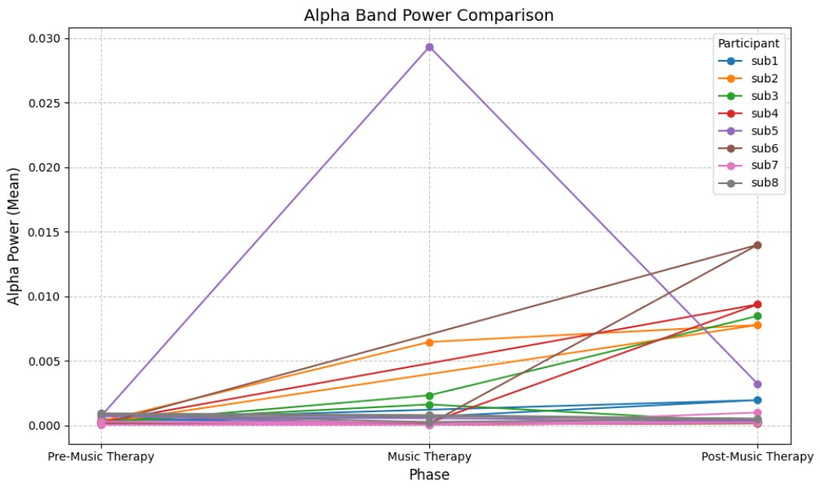 Alpha Band Power Comparison
Alpha Power (Mean)
0.030
0.025
0.020
0.015
0.010
0.005
0.000
Participant
sub1
sub2
sub3
sub4
sub5
sub6
sub7
sub8
Pre-Music Therapy
Music Therapy
Post-Music Therapy
Phase